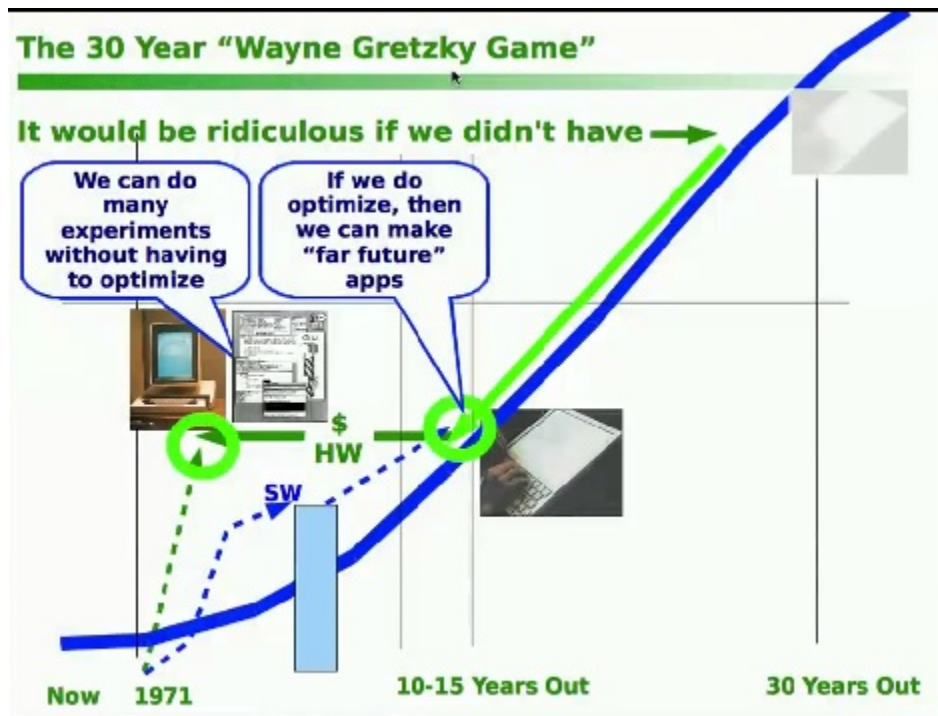 The 30 Year “Wayne Gretzky Game”
It would be ridiculous if we didn't have
We can do
many
experiments
without having
to optimize
If we do
optimize, then
we can make
“far future”
apps
$
HW
SW
Now
1971
10-15 Years Out
30 Years Out